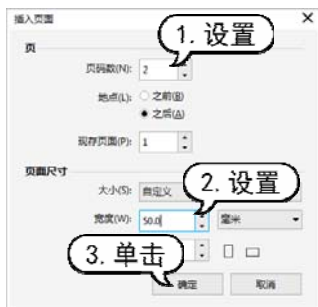 插入页面
1. 设置
页
页码数(N): 2
地点(L): 之前(B)
之后(A)
现存页面(P): 1
页面尺寸
2. 设置
大小(S): 自定义
宽度(W): 50.0 毫米
3. 单击
确定 取消